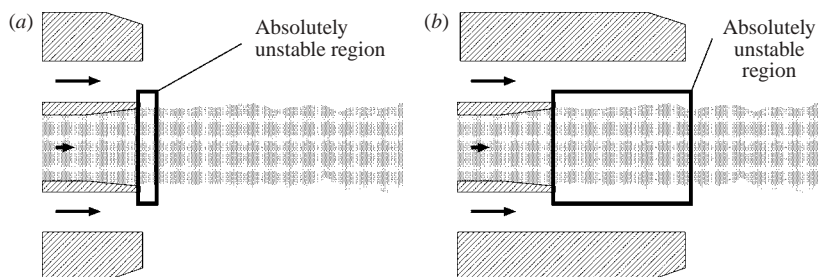 (a)
Absolutely
unstable region
(b)
Absolutely
unstable
region